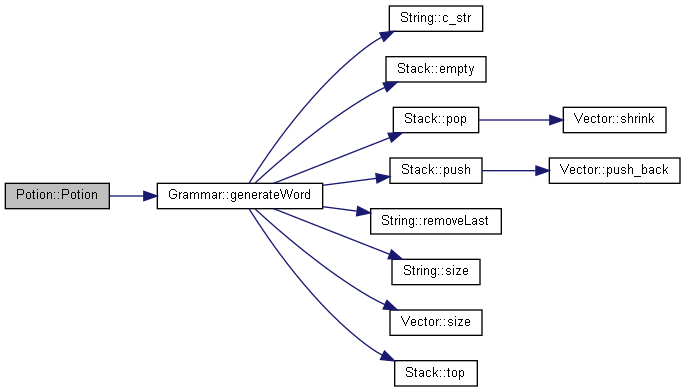 String::c_str
Stack::empty
Stack::pop
Vector::shrink
Stack::push
Vector::push_back
Potion::Potion
Grammar::generateWord
String::removeLast
String::size
Vector::size
Stack::top